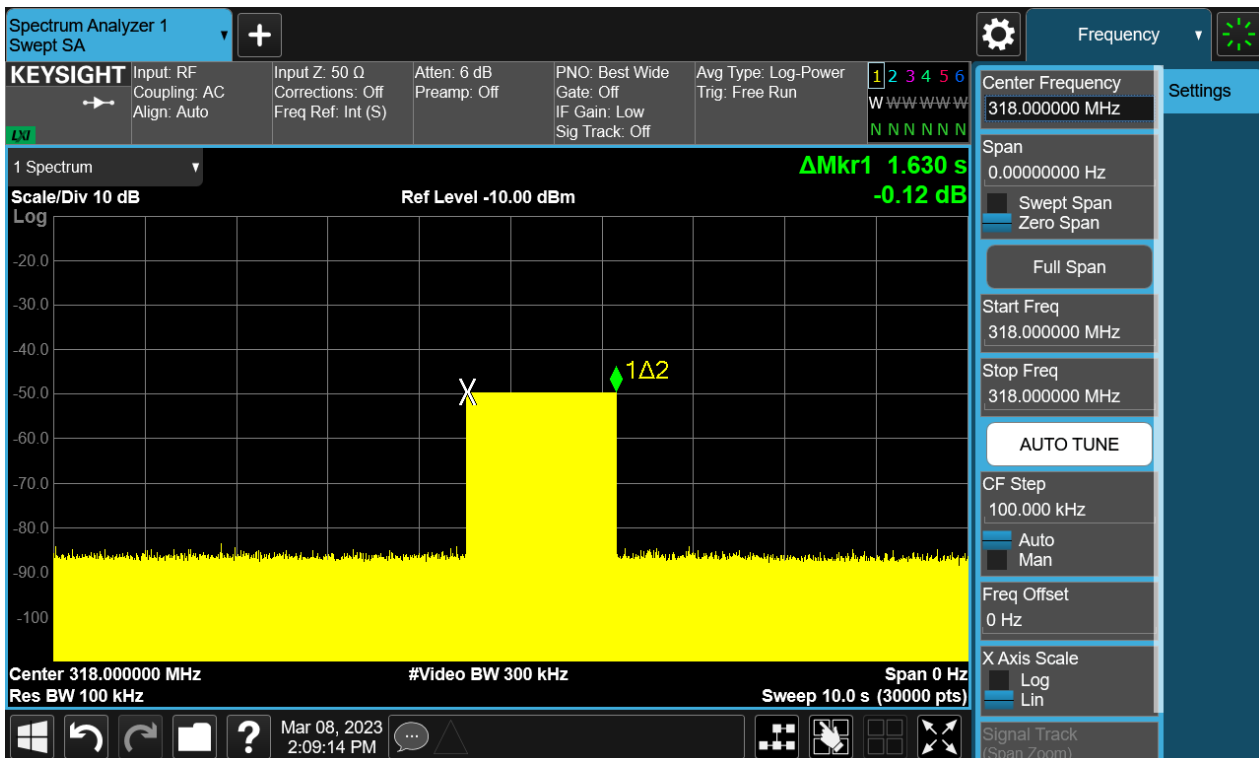 Spectrum Analyzer 1
Swept SA
+
Frequency
KEYSIGHT
LXI
Input: RF
Coupling: AC
Align: Auto
Input Z: 50 Ω
Corrections: Off
Freq Ref: Int (S)
Atten: 6 dB
Preamp: Off
PNO: Best Wide
Gate: Off
IF Gain: Low
Sig Track: Off
Avg Type: Log-Power
Trig: Free Run
1 2 3 4 5 6
W W W W W W
N N N N N N
1 Spectrum
ΔMkr1 1.630 s
-0.12 dB
Scale/Div 10 dB
Ref Level -10.00 dBm
Log
-20.0
-30.0
-40.0
-50.0
-60.0
-70.0
-80.0
-90.0
-100
X
1Δ2
Center 318.000000 MHz
#Video BW 300 kHz
Span 0 Hz
Res BW 100 kHz
Sweep 10.0 s (30000 pts)
Center Frequency
318.000000 MHz
Settings
Span
0.00000000 Hz
Swept Span
Zero Span
Full Span
Start Freq
318.000000 MHz
Stop Freq
318.000000 MHz
AUTO TUNE
CF Step
100.000 kHz
Auto
Man
Freq Offset
0 Hz
X Axis Scale
Log
Lin
Signal Track
(Span Zoom)
?
Mar 08, 2023
2:09:14 PM